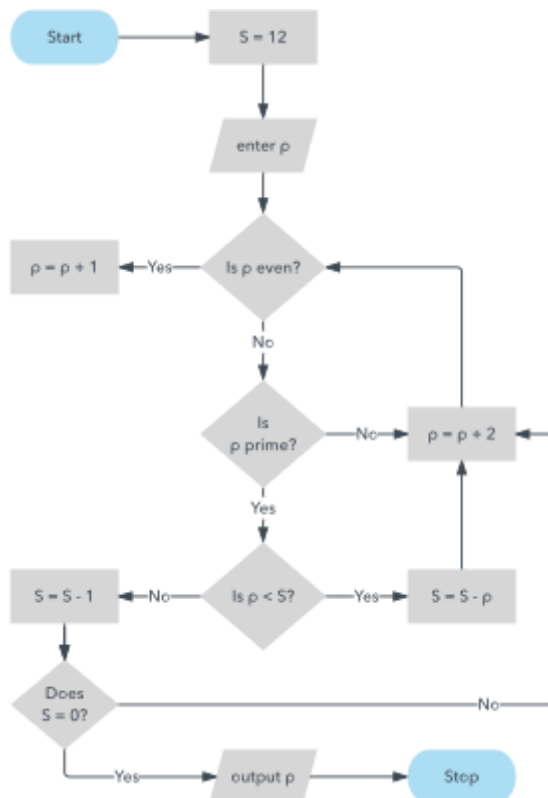 Start
S = 12
enter p
Is p even?
Yes
p = p + 1
No
Is
p prime?
No
p = p + 2
Yes
Is p < S?
No
S = S - 1
Yes
S = S - p
Does
S = 0?
No
Yes
output p
Stop